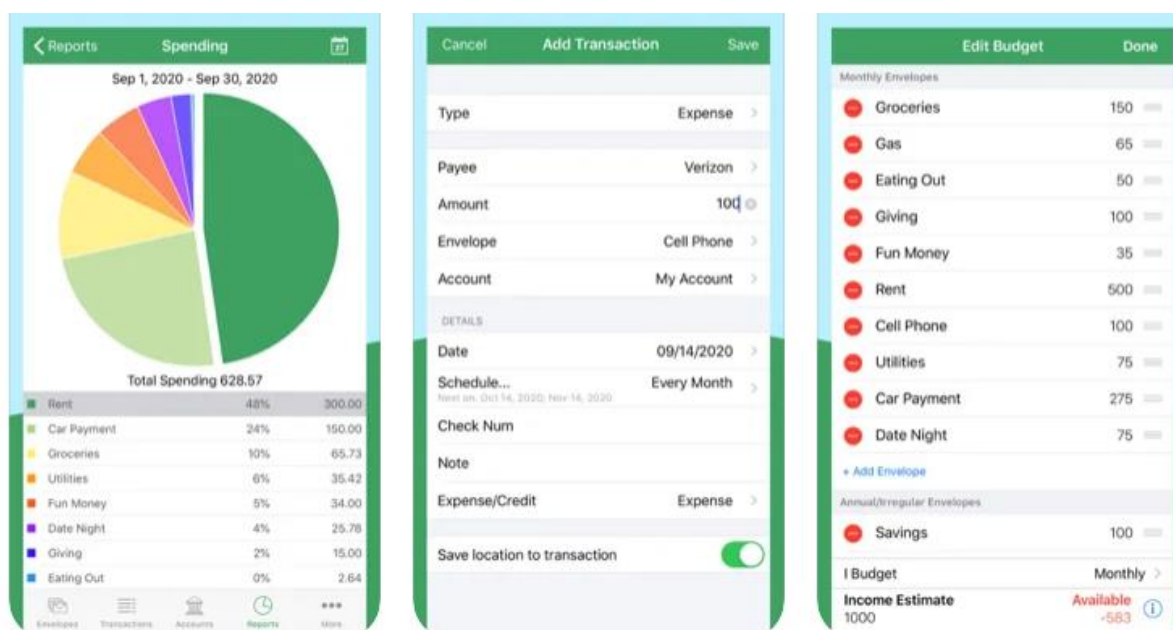 Reports Spending 27
Sep 1, 2020 - Sep 30, 2020
Total Spending 628.57
Rent 48% 300.00
Car Payment 24% 150.00
Groceries 10% 65.73
Utilities 6% 35.42
Fun Money 5% 34.00
Date Night 4% 25.78
Giving 2% 15.00
Eating Out 0% 2.64
Envelopes Transactions Accounts Reports More
Cancel Add Transaction Save
Type Expense
Payee Verizon
Amount 100
Envelope Cell Phone
Account My Account
DETAILS
Date 09/14/2020
Schedule... Every Month
Next on: Oct 14, 2020; Nov 14, 2020
Check Num
Note
Expense/Credit Expense
Save location to transaction
Edit Budget Done
Monthly Envelopes
Groceries 150
Gas 65
Eating Out 50
Giving 100
Fun Money 35
Rent 500
Cell Phone 100
Utilities 75
Car Payment 275
Date Night 75
+ Add Envelope
Annual/Irregular Envelopes
Savings 100
l Budget Monthly
Income Estimate Available
1000 -583